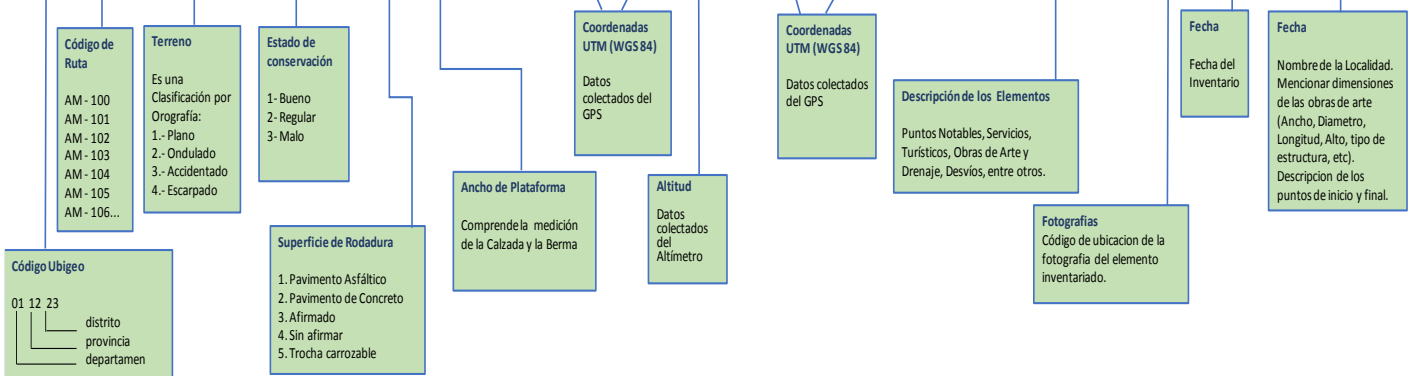 Código de
Ruta
AM - 100
AM - 101
AM - 102
AM - 103
AM - 104
AM - 105
AM - 106...
Terreno
Es una
Clasificación por
Orografía:
1.- Plano
2.- Ondulado
3.- Accidentado
4.- Escarpado
Estado de
conservación
1- Bueno
2- Regular
3- Malo
Coordenadas
UTM (WGS 84)
Datos
colectados del
GPS
Coordenadas
UTM (WGS 84)
Datos colectados
del GPS
Descripción de los Elementos
Puntos Notables, Servicios,
Turísticos, Obras de Arte y
Drenaje, Desvíos, entre otros.
Fecha
Fecha del
Inventario
Fecha
Nombre de la Localidad.
Mencionar dimensiones
de las obras de arte
(Ancho, Diametro,
Longitud, Alto, tipo de
estructura, etc).
Descripcion de los
puntos de inicio y final.
Ancho de Plataforma
Comprende la medición
de la Calzada y la Berma
Altitud
Datos
colectados
del
Altímetro
Fotografias
Código de ubicacion de la
fotografia del elemento
inventariado.
Superficie de Rodadura
1. Pavimento Asfáltico
2. Pavimento de Concreto
3. Afirmado
4. Sin afirmar
5. Trocha carrozable
Código Ubigeo
01 12 23
distrito
provincia
departamen